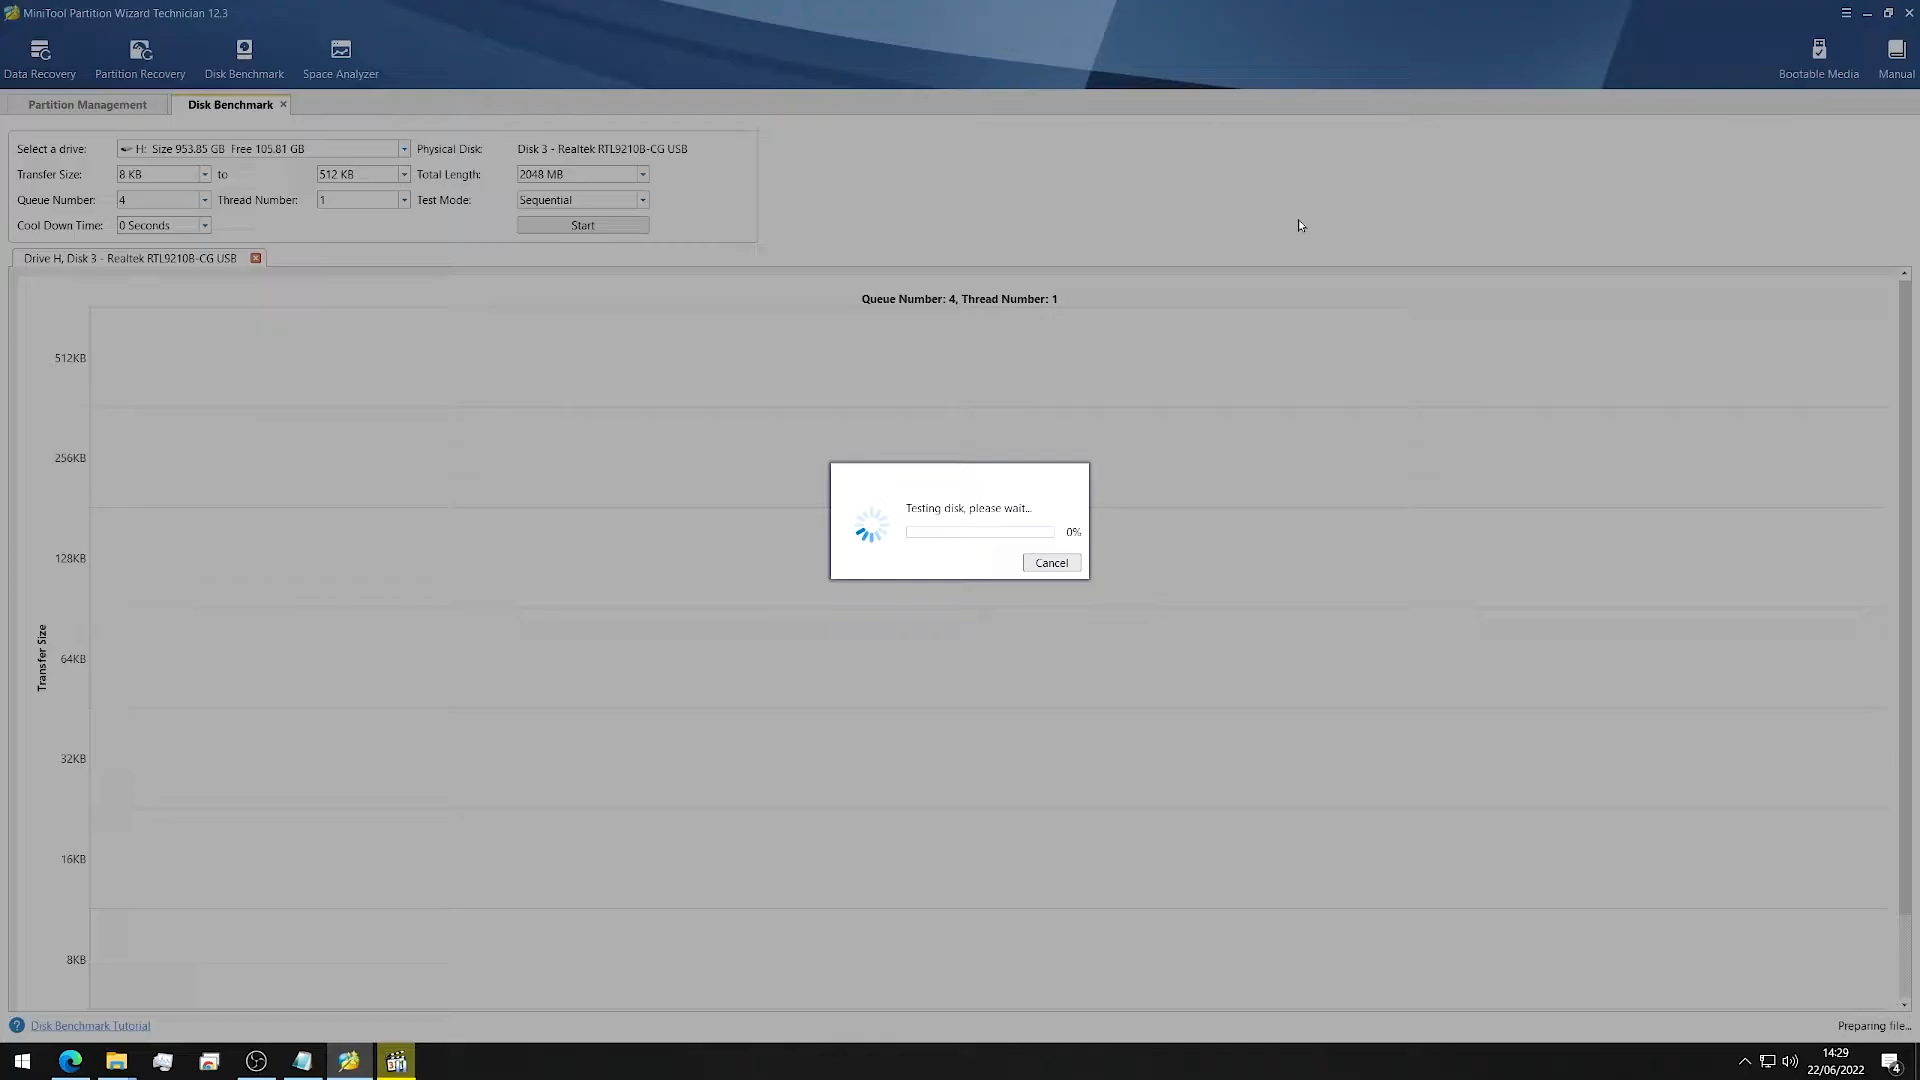 MiniTool Partition Wizard Technician 12.3
Data Recovery Partition Recovery Disk Benchmark Space Analyzer Bootable Media Manual
Partition Management Disk Benchmark
Select a drive: H: Size 953.85 GB Free 105.81 GB Physical Disk: Disk 3 - Realtek RTL9210B-CG USB
Transfer Size: 8 KB to 512 KB Total Length: 2048 MB
Queue Number: 4 Thread Number: 1 Test Mode: Sequential
Cool Down Time: 0 Seconds Start
Drive H, Disk 3 - Realtek RTL9210B-CG USB
Queue Number: 4, Thread Number: 1
512KB
256KB
Testing disk, please wait...
0%
Cancel
128KB
Transfer Size
64KB
32KB
16KB
8KB
? Disk Benchmark Tutorial Preparing file...
14:29
22/06/2022
4